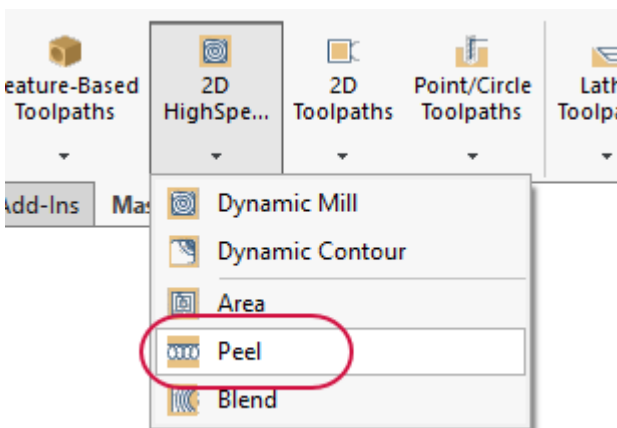 eature-Based
Toolpaths
2D
HighSpe...
2D
Toolpaths
Point/Circle
Toolpaths
Lath
Toolpa
Add-Ins
Mas
Dynamic Mill
Dynamic Contour
Area
Peel
Blend